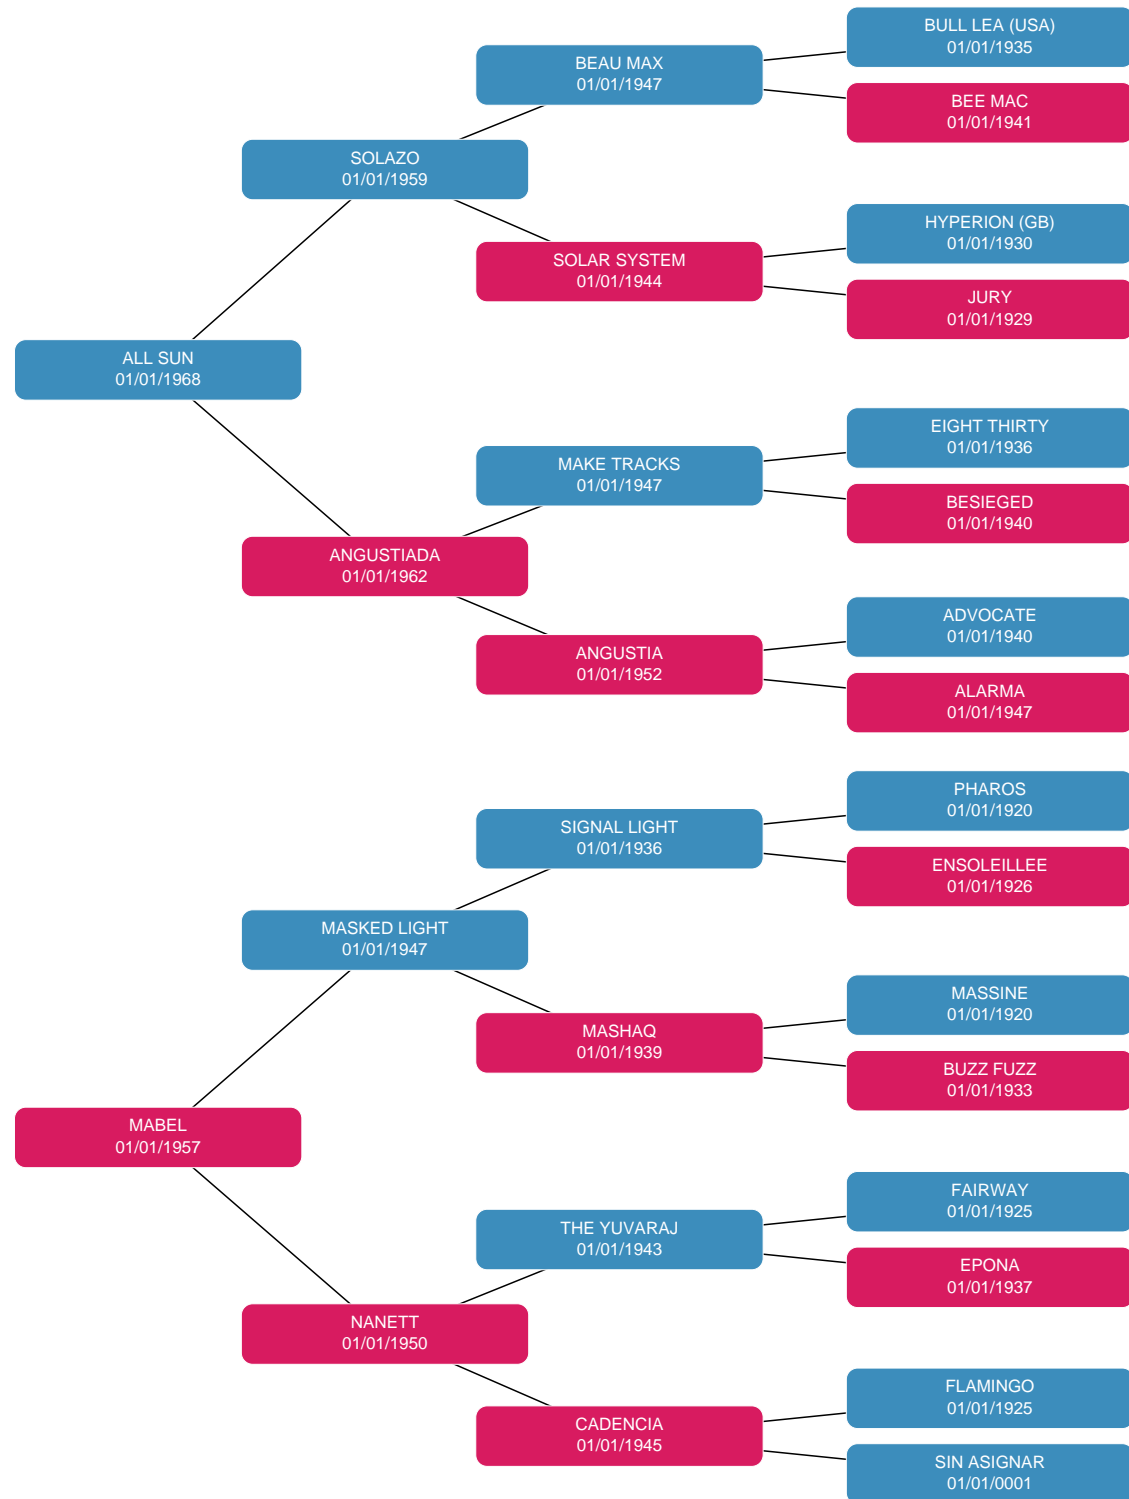 BULL LEA (USA)
01/01/1935
BEAU MAX
01/01/1947
BEE MAC
01/01/1941
SOLAZO
01/01/1959
HYPERION (GB)
01/01/1930
SOLAR SYSTEM
01/01/1944
JURY
01/01/1929
ALL SUN
01/01/1968
EIGHT THIRTY
01/01/1936
MAKE TRACKS
01/01/1947
BESIEGED
01/01/1940
ANGUSTIADA
01/01/1962
ADVOCATE
01/01/1940
ANGUSTIA
01/01/1952
ALARMA
01/01/1947
PHAROS
01/01/1920
SIGNAL LIGHT
01/01/1936
ENSOLEILLEE
01/01/1926
MASKED LIGHT
01/01/1947
MASSINE
01/01/1920
MASHAQ
01/01/1939
BUZZ FUZZ
01/01/1933
MABEL
01/01/1957
FAIRWAY
01/01/1925
THE YUVARAJ
01/01/1943
EPONA
01/01/1937
NANETT
01/01/1950
FLAMINGO
01/01/1925
CADENCIA
01/01/1945
SIN ASIGNAR
01/01/0001